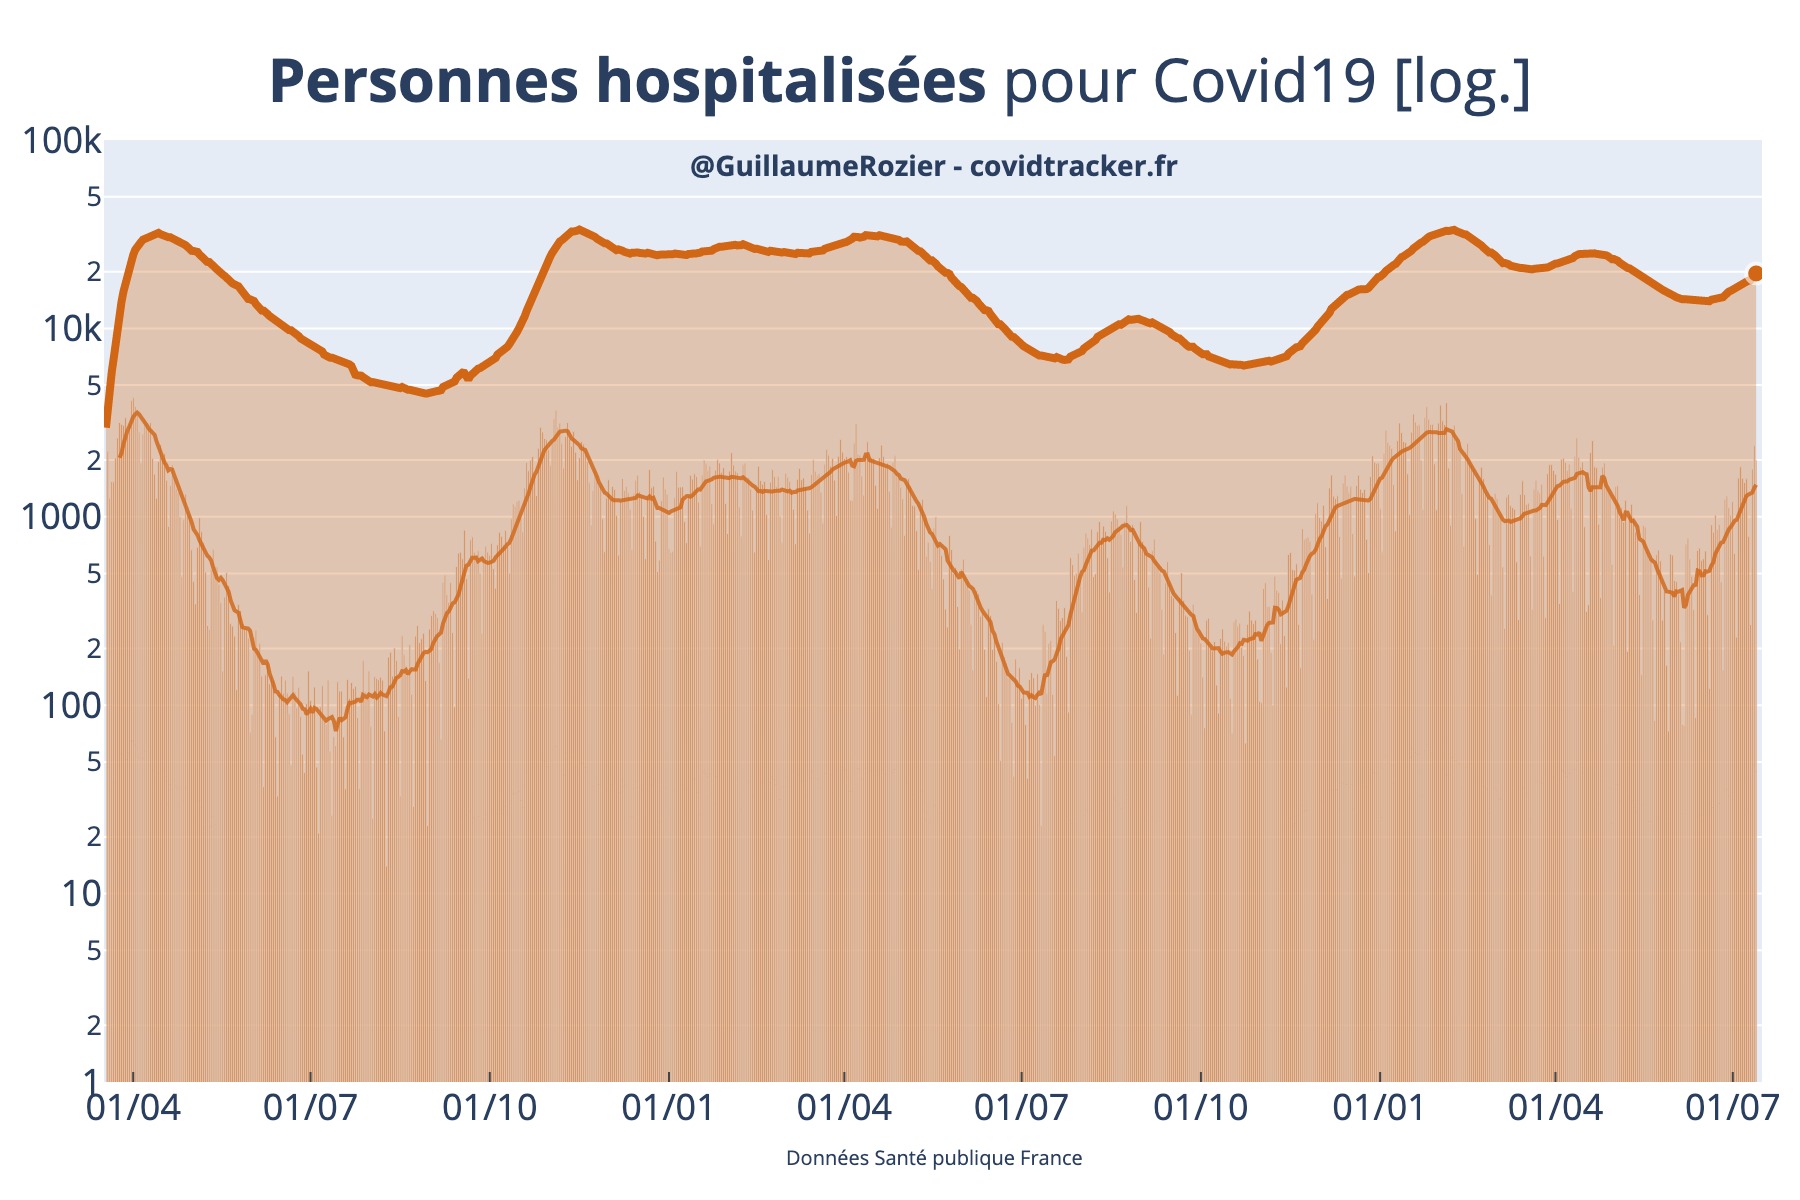 Personnes hospitalisées pour Covid19 [log.]
100k
@GuillaumeRozier - covidtracker.fr
5
2
10k
5
2
1000
5
2
100
5
2
10
5
2
1
01/04 01/07 01/10 01/01 01/04 01/07 01/10 01/01 01/04 01/07
Données Santé publique France